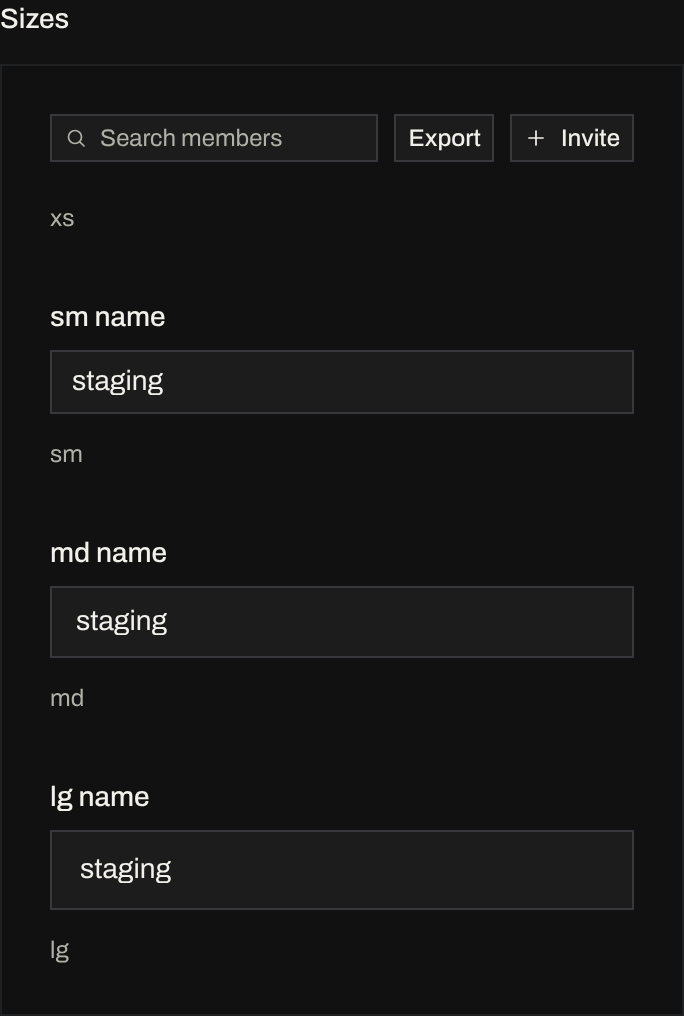 Sizes
Search members Export Invite
xs
sm name
staging
sm
md name
staging
md
lg name
staging
lg